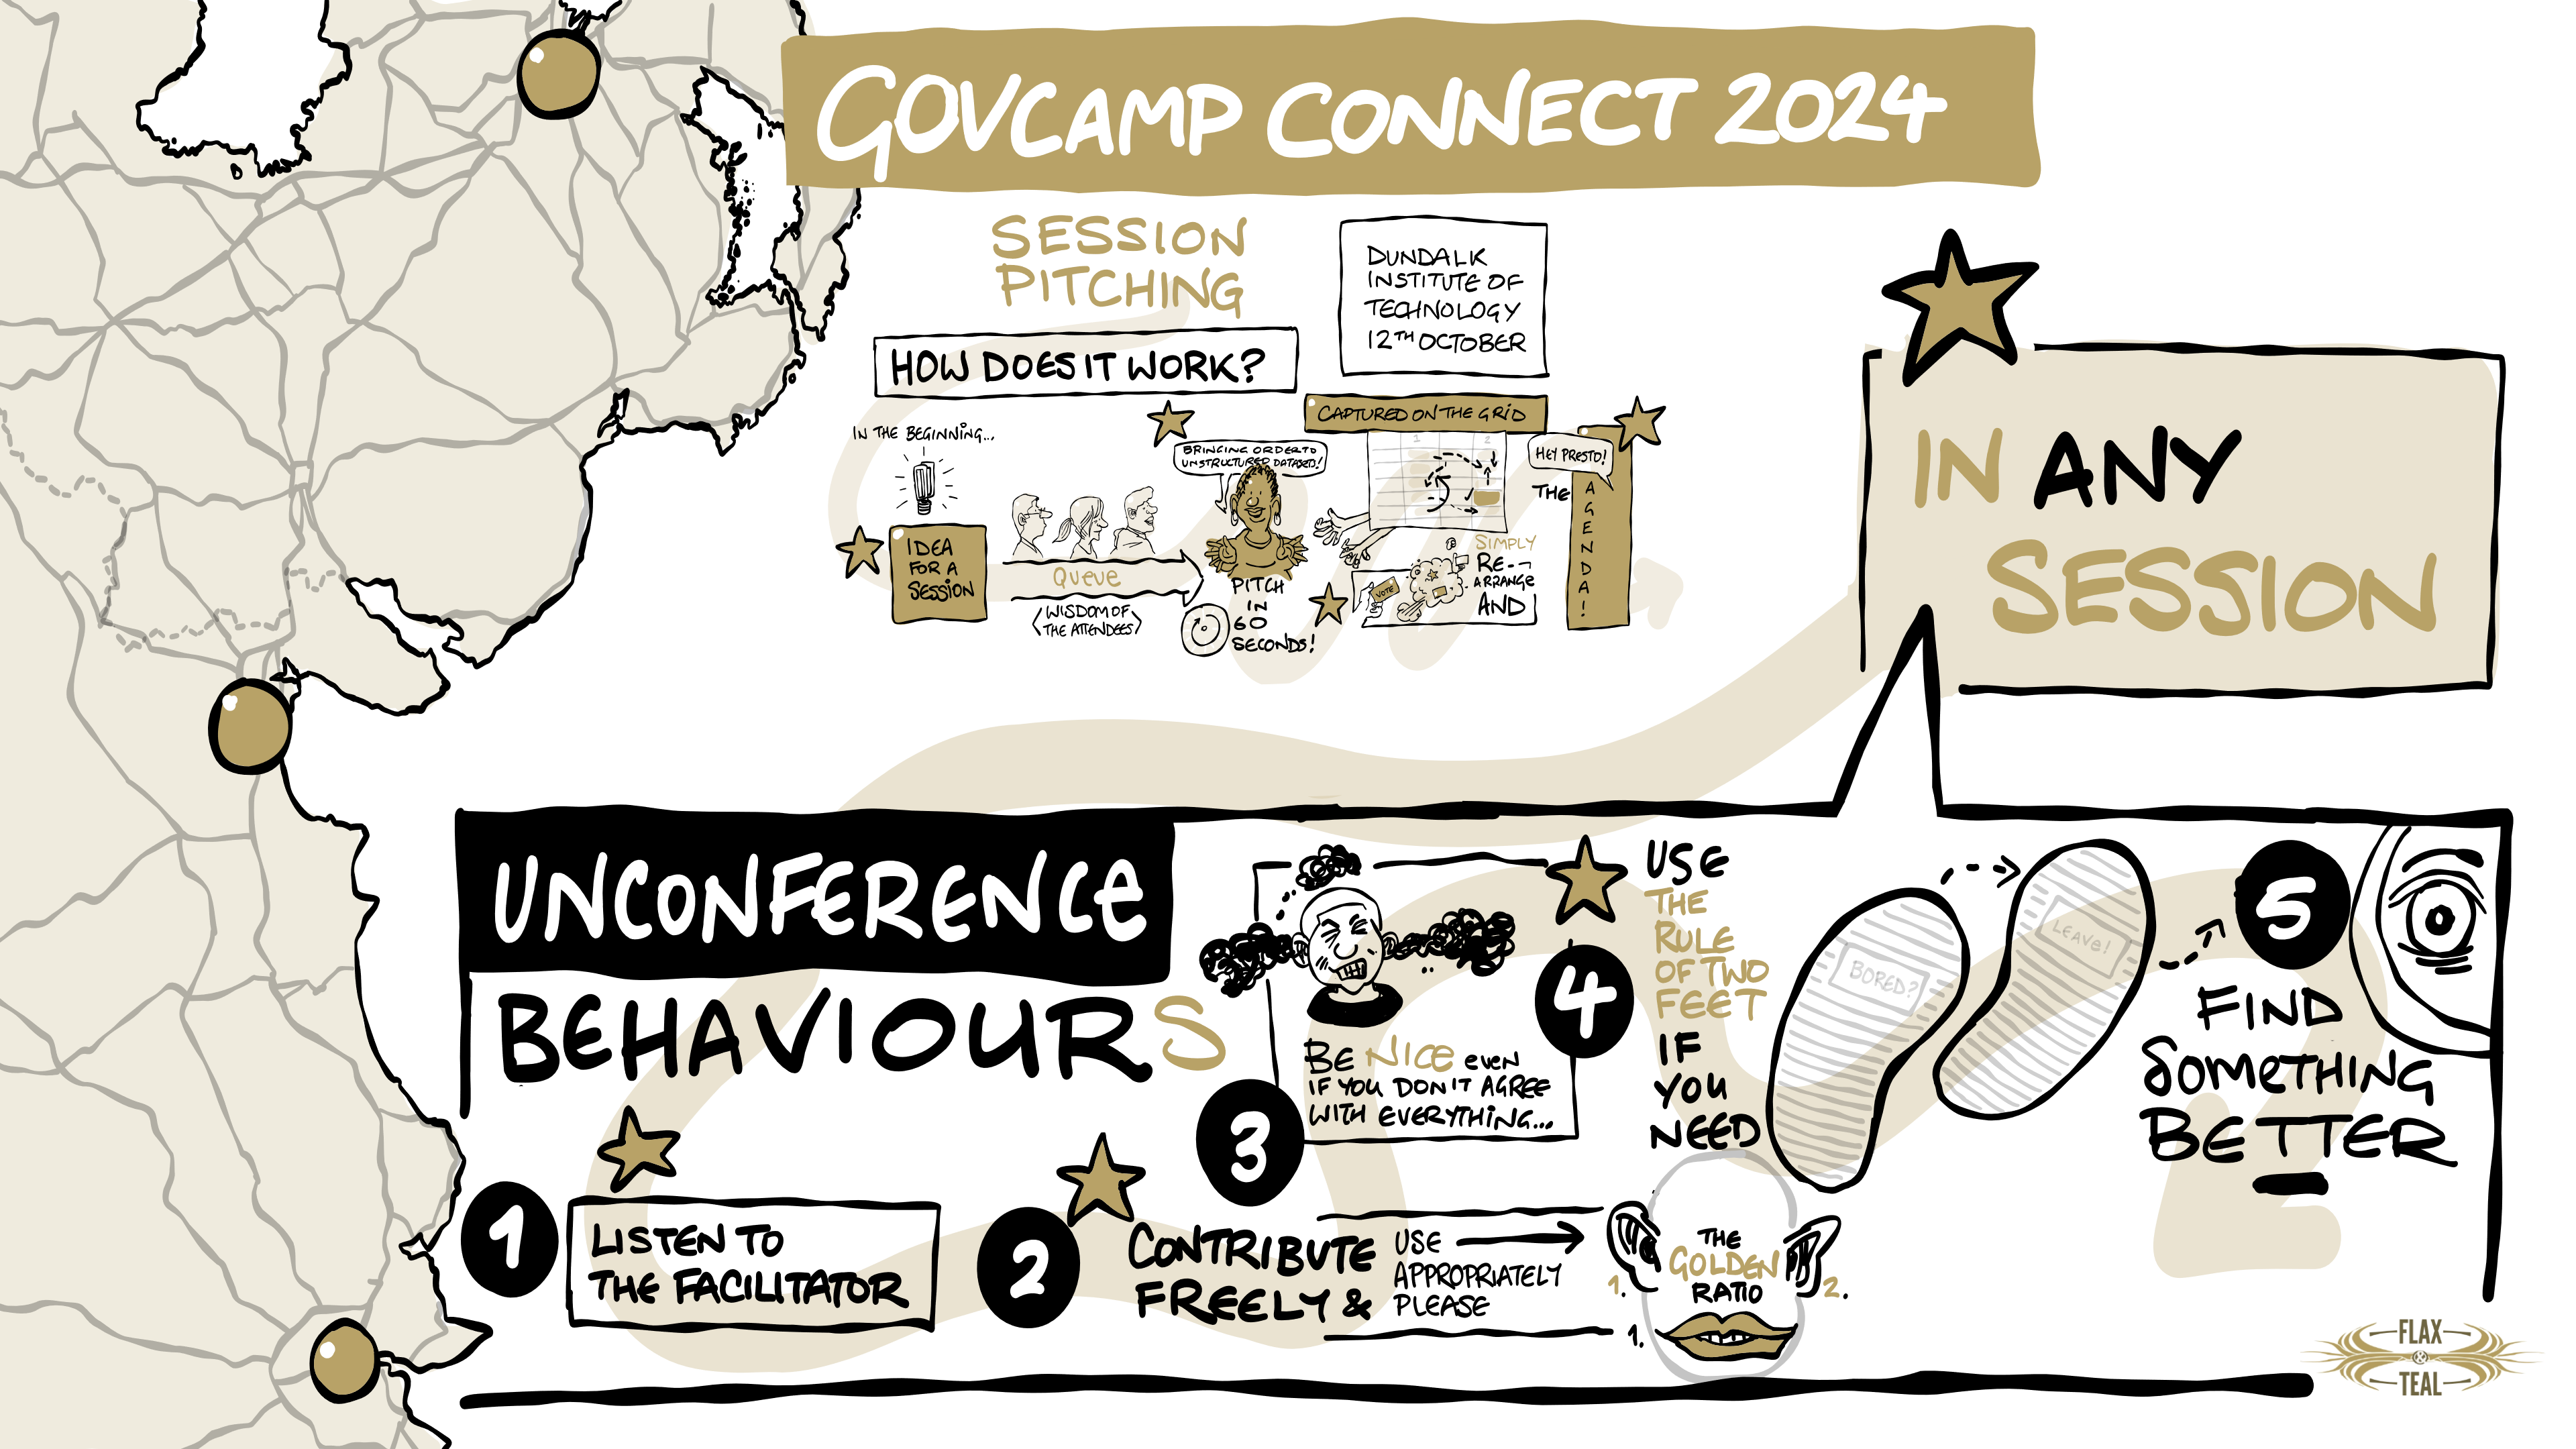 GOVCAMP CONNECT 2024
SESSION
PITCHING
DUNDALK
INSTITUTE OF
TECHNOLOGY
12TH OCTOBER
HOW DOES IT WORK?
IN THE BEGINNING...
IDEA
FOR A
SESSION
QUEUE
WISDOM OF
THE ATTENDEES
BRINGING ORDER TO
UNSTRUCTURED DATASETS!
PITCH
IN
60
SECONDS!
CAPTURED ON THE GRID
1 2
VOTE
SIMPLY
RE-
ARRANGE
AND
HEY PRESTO!
THE
AGENDA!
IN ANY
SESSION
UNCONFERENCE
BEHAVIOURS
1
LISTEN TO
THE FACILITATOR
2
CONTRIBUTE
FREELY &
USE
APPROPRIATELY
PLEASE
THE
GOLDEN
RATIO
1.
2.
1.
3
BE NICE even
IF YOU DON'T AGREE
WITH EVERYTHING...
4
USE
THE
RULE
OF TWO
FEET
IF
YOU
NEED
BORED?
LEAVE!
5
FIND
SOMETHING
BETTER
FLAX
&
TEAL